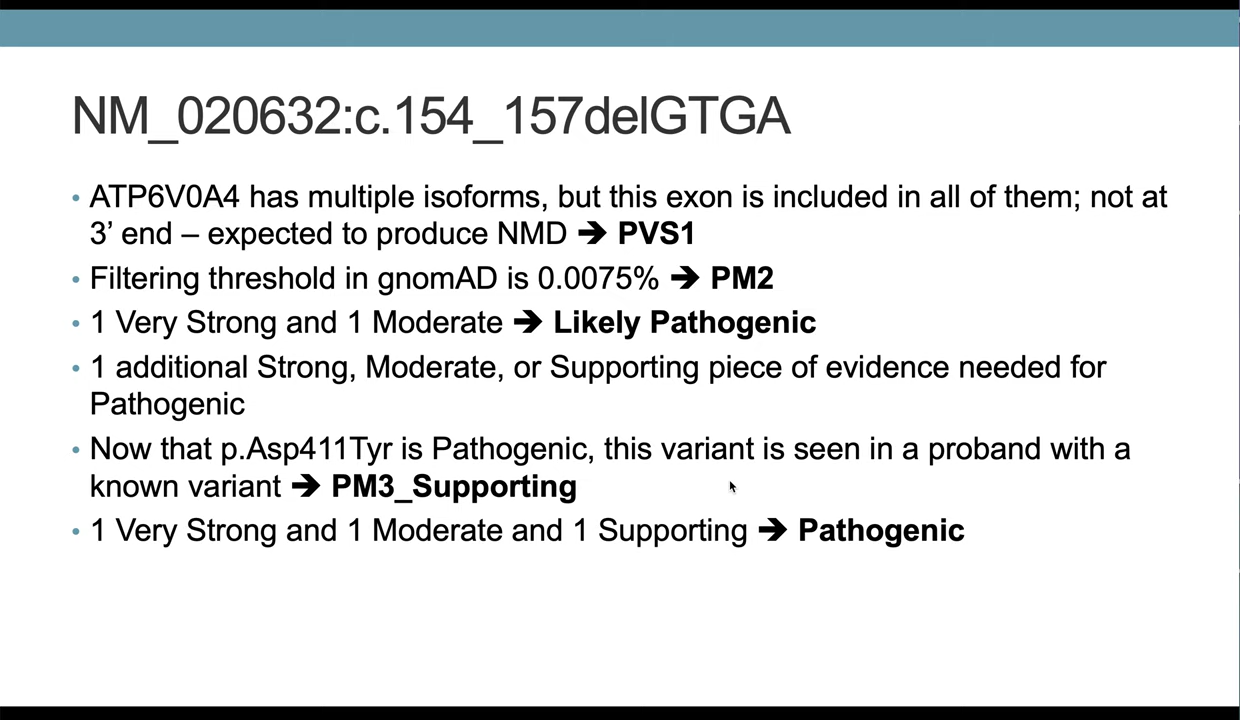 NM_020632:c.154_157delGTGA
• ATP6V0A4 has multiple isoforms, but this exon is included in all of them; not at
3’ end – expected to produce NMD ➔ PVS1
• Filtering threshold in gnomAD is 0.0075% ➔ PM2
• 1 Very Strong and 1 Moderate ➔ Likely Pathogenic
• 1 additional Strong, Moderate, or Supporting piece of evidence needed for
Pathogenic
• Now that p.Asp411Tyr is Pathogenic, this variant is seen in a proband with a
known variant ➔ PM3_Supporting
• 1 Very Strong and 1 Moderate and 1 Supporting ➔ Pathogenic